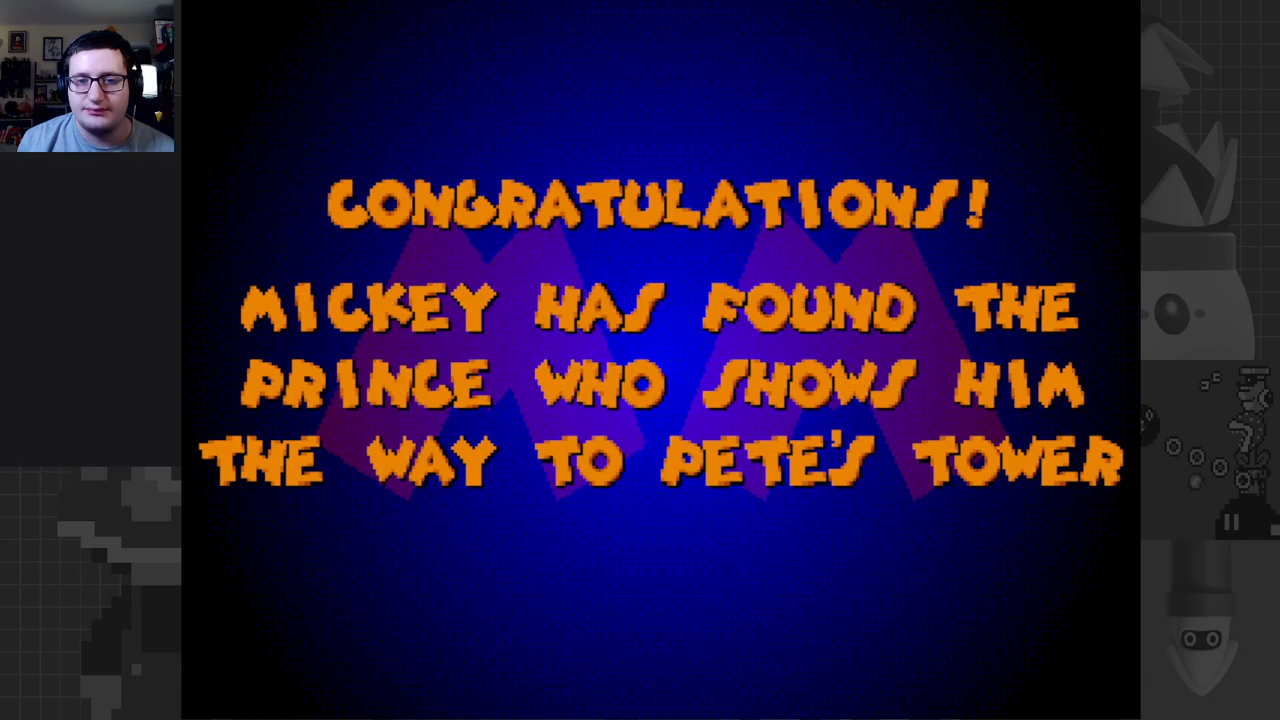 CONGRATULATIONS!
MICKEY HAS FOUND THE
PRINCE WHO SHOWS HIM
THE WAY TO PETE'S TOWER